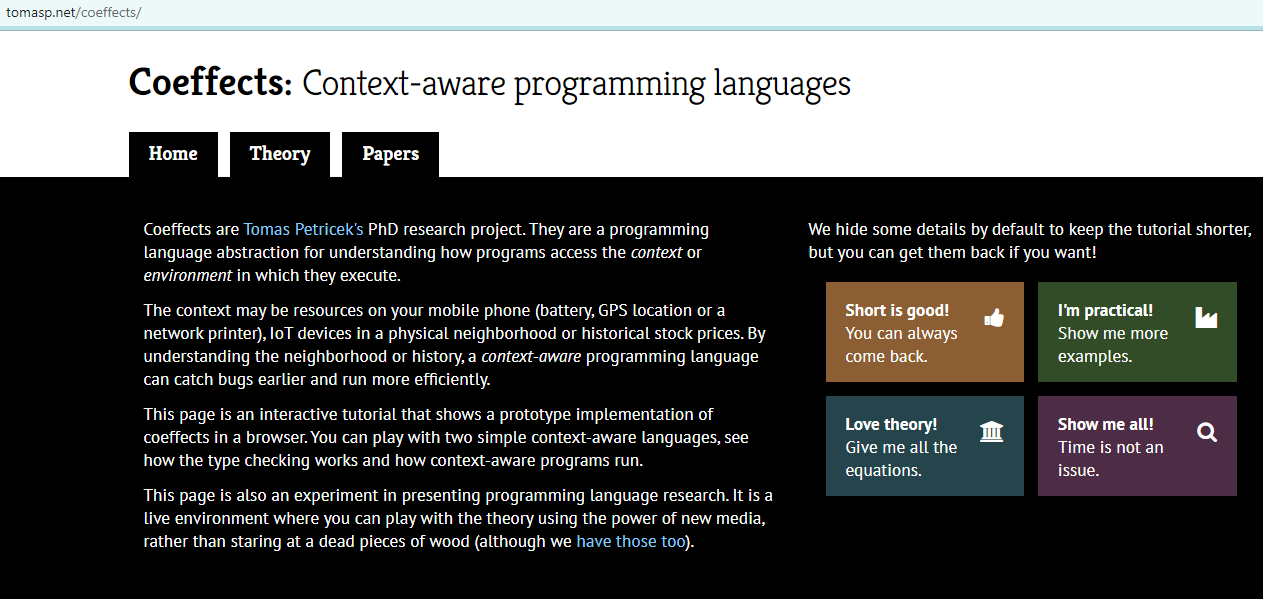 tomasp.net/coeffects/
Coeffects: Context-aware programming languages
Home
Theory
Papers
Coeffects are Tomas Petricek's PhD research project. They are a programming
language abstraction for understanding how programs access the context or
environment in which they execute.
The context may be resources on your mobile phone (battery, GPS location or a
network printer), IoT devices in a physical neighborhood or historical stock prices. By
understanding the neighborhood or history, a context-aware programming language
can catch bugs earlier and run more efficiently.
This page is an interactive tutorial that shows a prototype implementation of
coeffects in a browser. You can play with two simple context-aware languages, see
how the type checking works and how context-aware programs run.
This page is also an experiment in presenting programming language research. It is a
live environment where you can play with the theory using the power of new media,
rather than staring at a dead pieces of wood (although we have those too).
We hide some details by default to keep the tutorial shorter,
but you can get them back if you want!
Short is good!
You can always
come back.
I'm practical!
Show me more
examples.
Love theory!
Give me all the
equations.
Show me all!
Time is not an
issue.